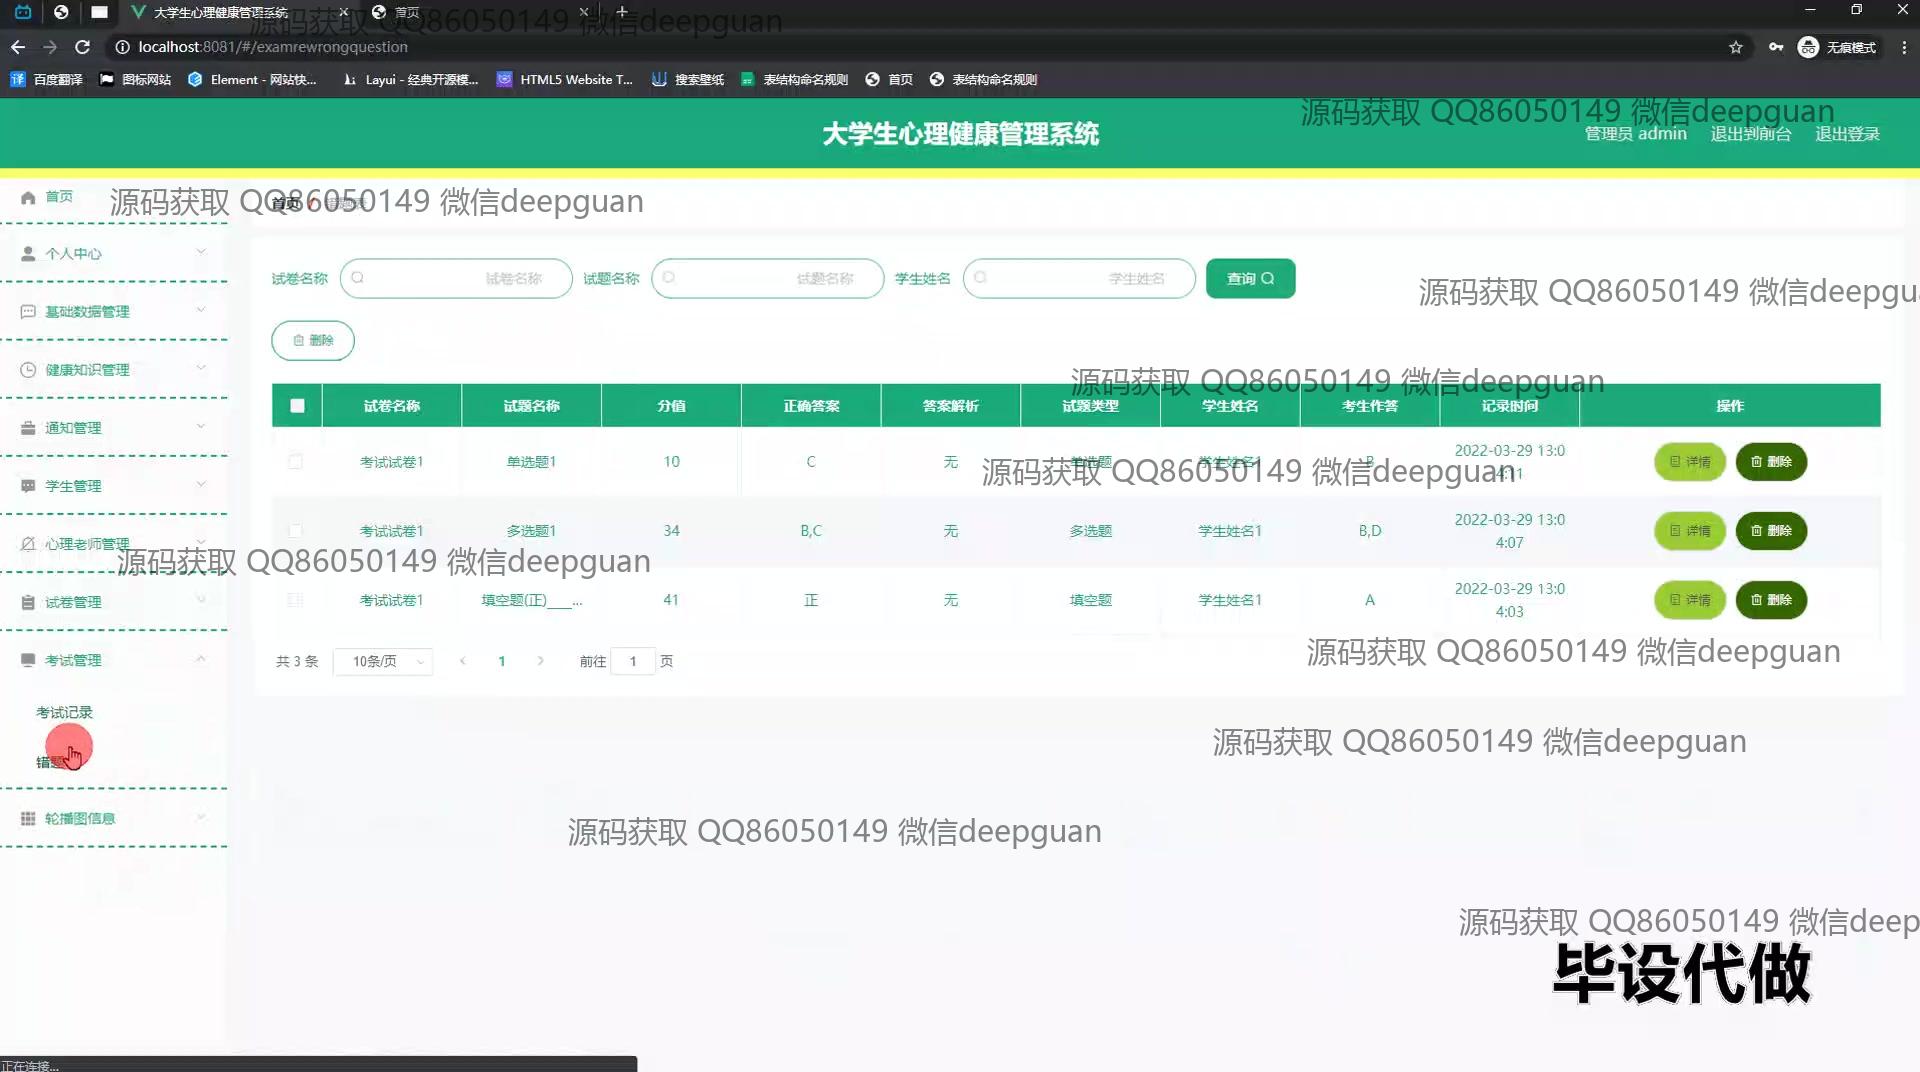 大学生心理健康管理系统
首页
源码获取 QQ86050149 微信deepguan
localhost:8081/#/examrewrongquestion
无痕模式
百度翻译 图标网站 Element - 网站快... Layui - 经典开源模... HTML5 Website T... 搜索壁纸 表结构命名规则 首页 表结构命名规则
源码获取 QQ86050149 微信deepguan
大学生心理健康管理系统
管理员 admin 退出到前台 退出登录
首页
源码获取 QQ86050149 微信deepguan
首页
个人中心
试卷名称 试卷名称 试题名称 试题名称 学生姓名 学生姓名 查询
源码获取 QQ86050149 微信deepgu
基础数据管理
删除
健康知识管理
源码获取 QQ86050149 微信deepguan
试卷名称 试题名称 分值 正确答案 答案解析 试题类型 学生姓名 考生作答 记录时间 操作
通知管理
考试试卷1 单选题1 10 C 无 单选题 学生姓名1 B 2022-03-29 13:0
4:11
详情 删除
源码获取 QQ86050149 微信deepguan
学生管理
考试试卷1 多选题1 34 B,C 无 多选题 学生姓名1 B,D 2022-03-29 13:0
4:07
详情 删除
心理老师管理
源码获取 QQ86050149 微信deepguan
试卷管理
考试试卷1 填空题(正)____... 41 正 无 填空题 学生姓名1 A 2022-03-29 13:0
4:03
详情 删除
源码获取 QQ86050149 微信deepguan
考试管理
共 3 条 10条/页 1 前往 1 页
考试记录
源码获取 QQ86050149 微信deepguan
错题
轮播图信息
源码获取 QQ86050149 微信deepguan
源码获取 QQ86050149 微信deep
毕设代做
正在连接...